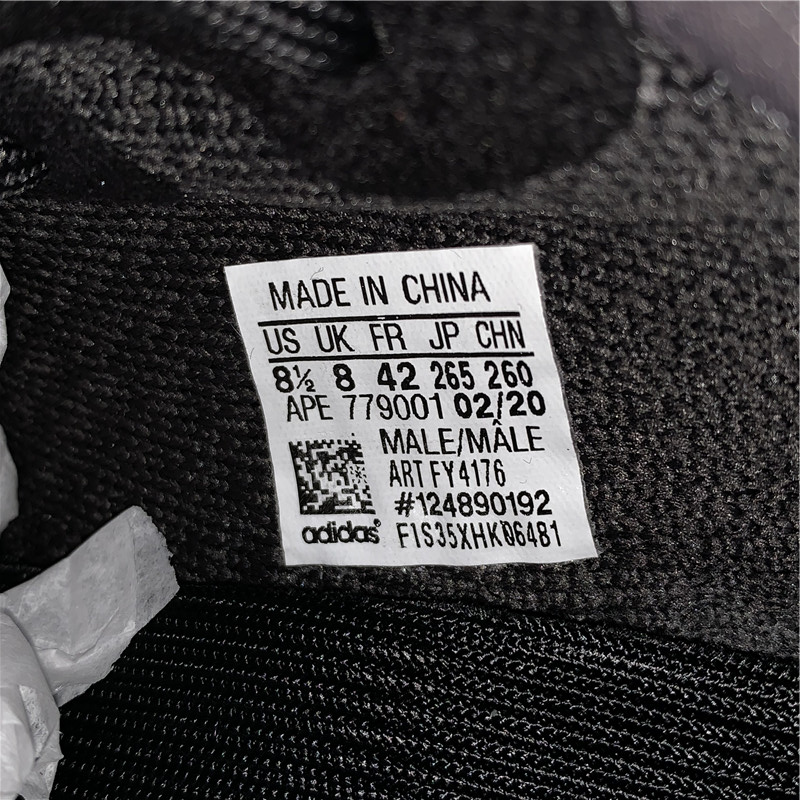 MADE IN CHINA
US UK FR JP CHN
8½ 8 42 265 260
APE 779001 02/20
MALE/MÂLE
ART FY4176
#124890192
adidas® F1S35XHK06481